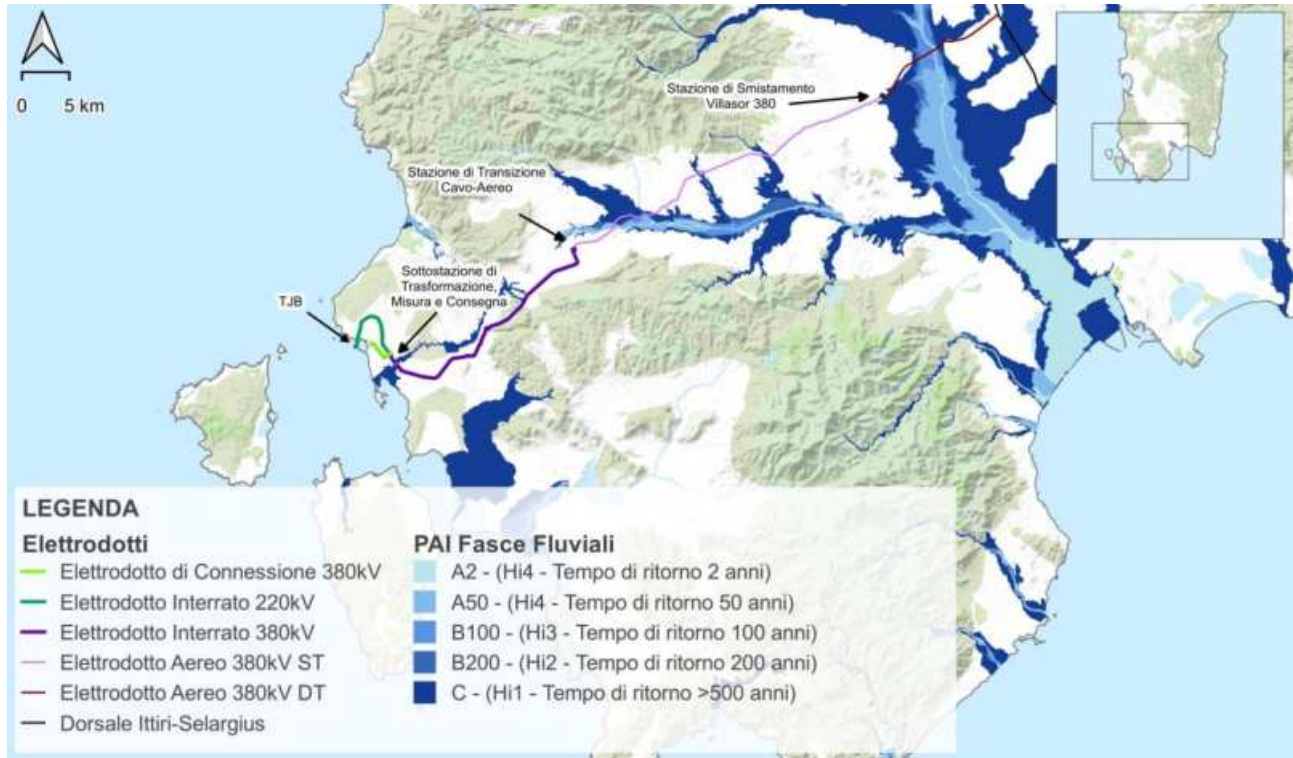 0 5 km
Stazione di Smistamento
Villasor 380
Stazione di Transizione
Cavo-Aereo
Sottostazione di
Trasformazione,
Misura e Consegna
TJB
LEGENDA
Elettrodotti
Elettrodotto di Connessione 380kV
Elettrodotto Interrato 220kV
Elettrodotto Interrato 380kV
Elettrodotto Aereo 380kV ST
Elettrodotto Aereo 380kV DT
Dorsale Ittiri-Selargius
PAI Fasce Fluviali
A2 - (Hi4 - Tempo di ritorno 2 anni)
A50 - (Hi4 - Tempo di ritorno 50 anni)
B100 - (Hi3 - Tempo di ritorno 100 anni)
B200 - (Hi2 - Tempo di ritorno 200 anni)
C - (Hi1 - Tempo di ritorno >500 anni)